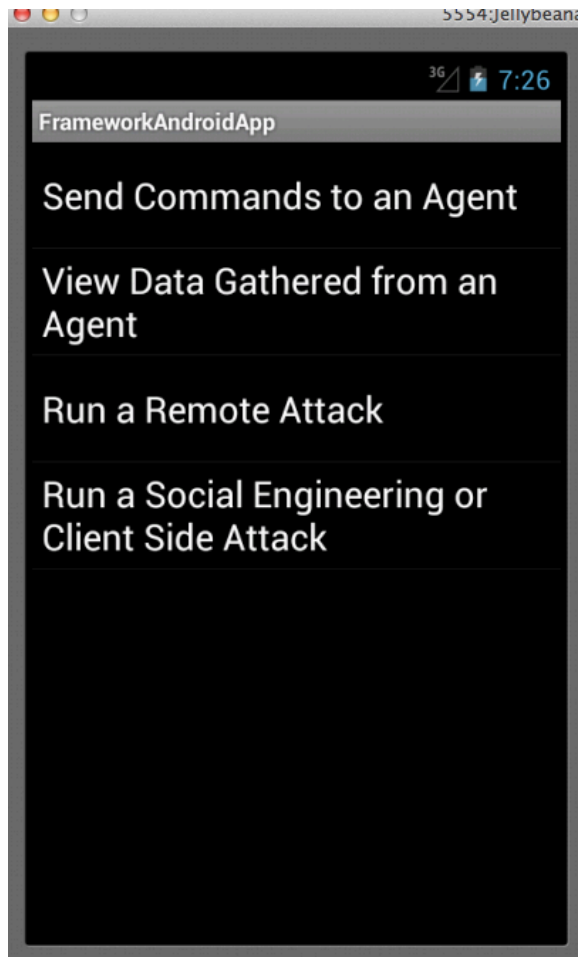 5554:Jellybeana
3G 7:26
FrameworkAndroidApp
Send Commands to an Agent
View Data Gathered from an
Agent
Run a Remote Attack
Run a Social Engineering or
Client Side Attack